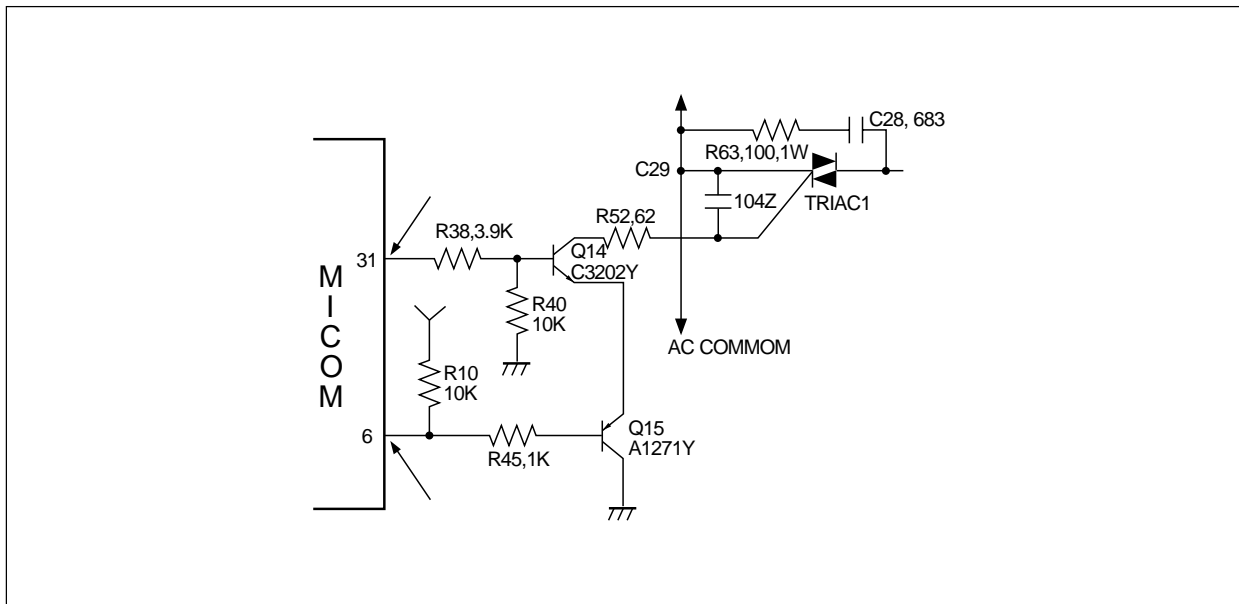 C28, 683
R63,100,1W
C29
104Z
TRIAC1
R52,62
R38,3.9K
Q14
C3202Y
31
MICOM
R40
10K
AC COMMOM
R10
10K
6
R45,1K
Q15
A1271Y